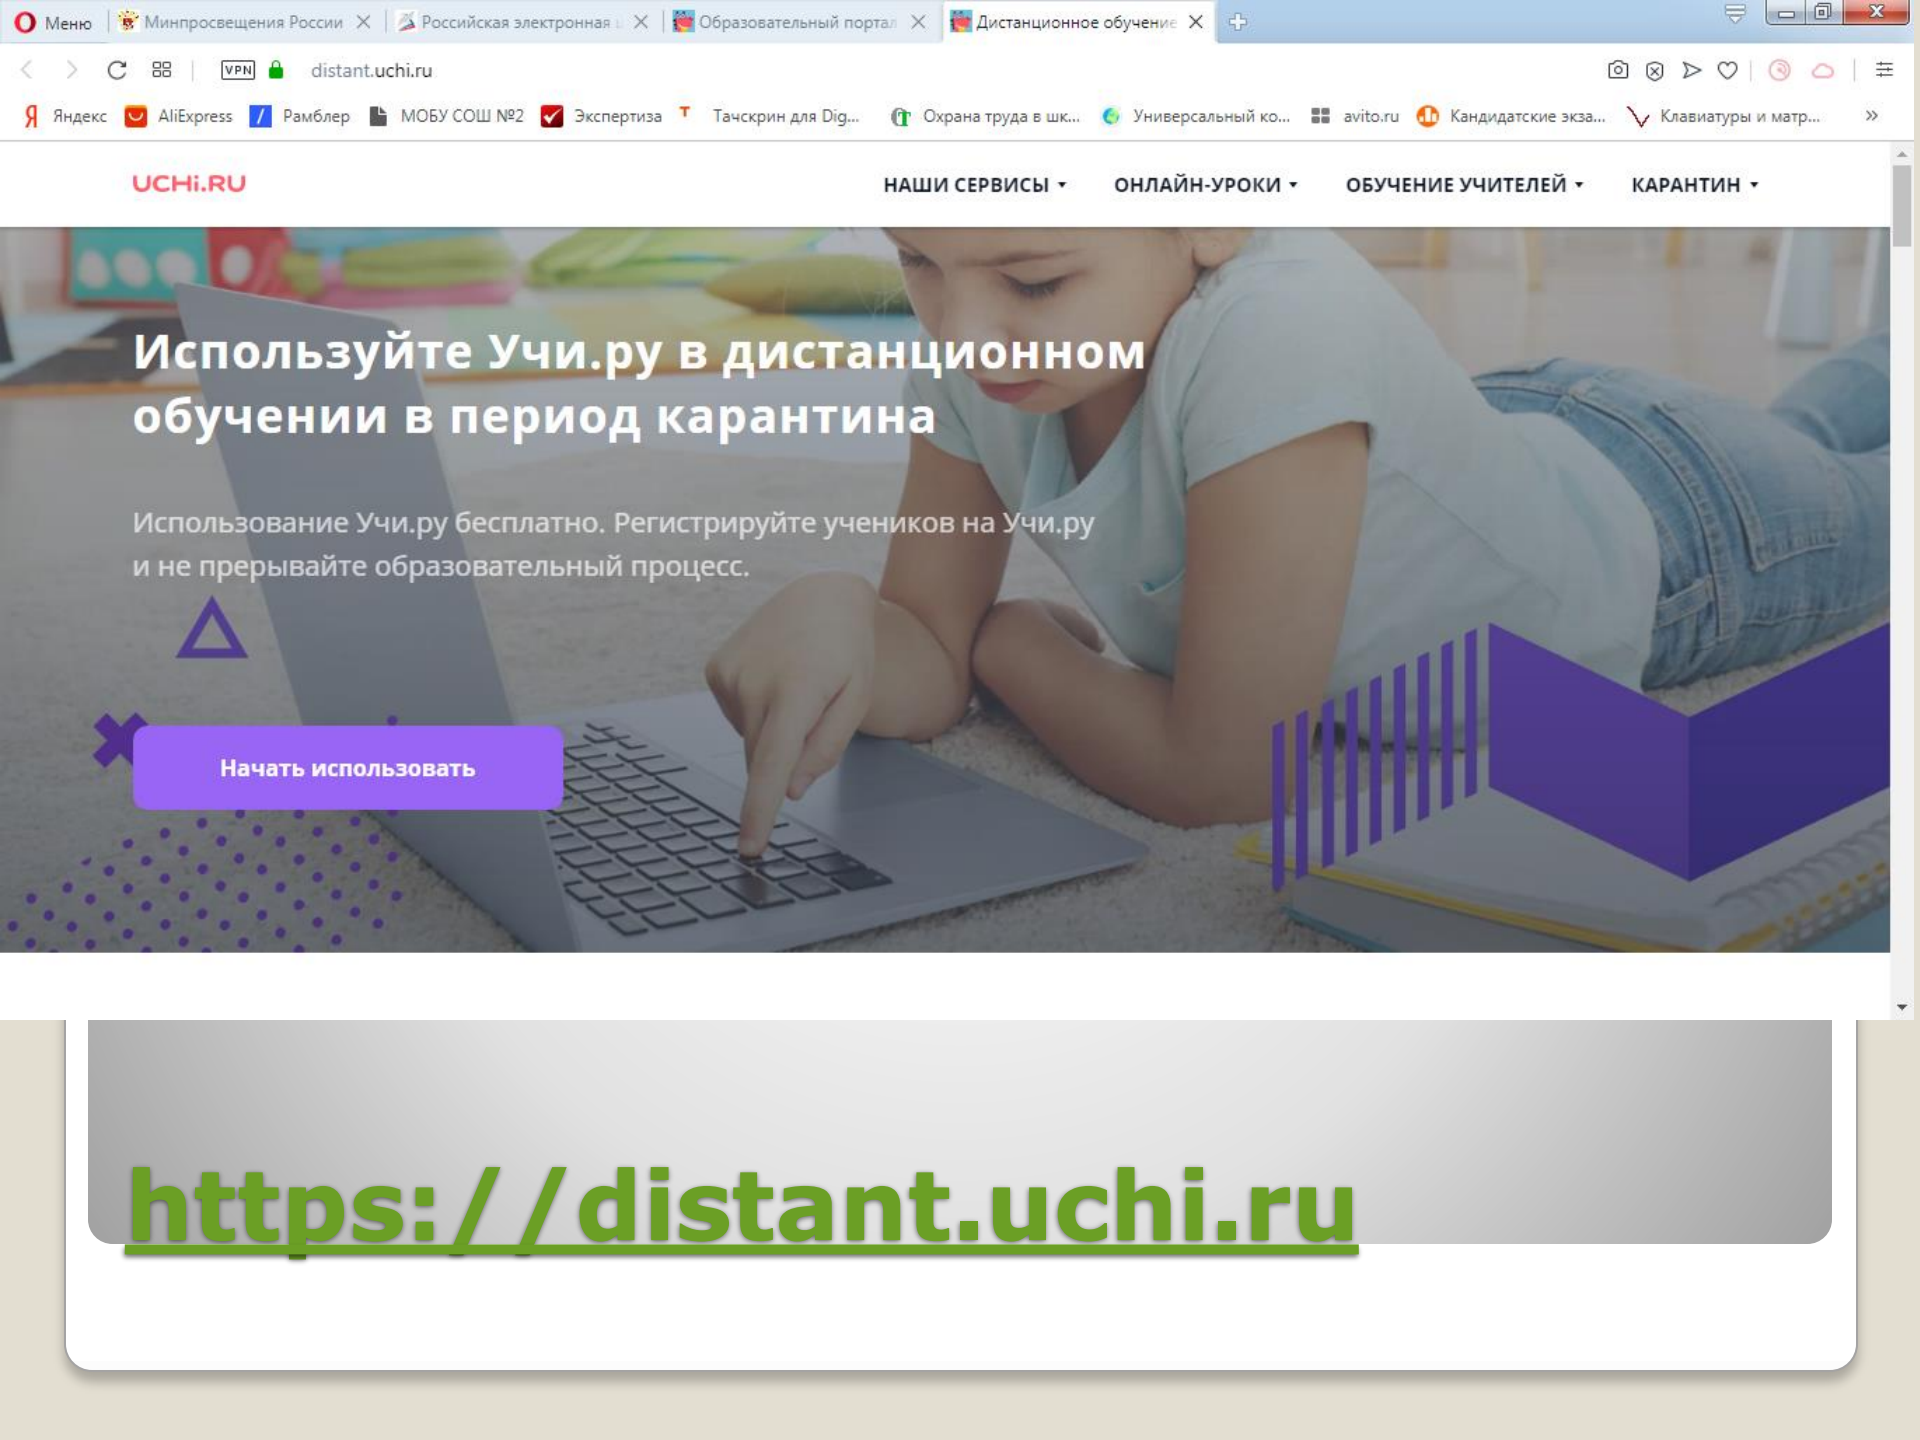 Меню
Минпросвещения России
Российская электронная
Образовательный портал
Дистанционное обучение
VPN
distant.uchi.ru
Я Яндекс
AliExpress
Рамблер
МОБУ СОШ №2
Экспертиза
Т Тачскрин для Dig...
Охрана труда в шк...
Универсальный ко...
avito.ru
Кандидатские экза...
Клавиатуры и матр...
UCHi.RU
НАШИ СЕРВИСЫ
ОНЛАЙН-УРОКИ
ОБУЧЕНИЕ УЧИТЕЛЕЙ
КАРАНТИН
Используйте Учи.ру в дистанционном
обучении в период карантина
Использование Учи.ру бесплатно. Регистрируйте учеников на Учи.ру
и не прерывайте образовательный процесс.
Начать использовать
https://distant.uchi.ru